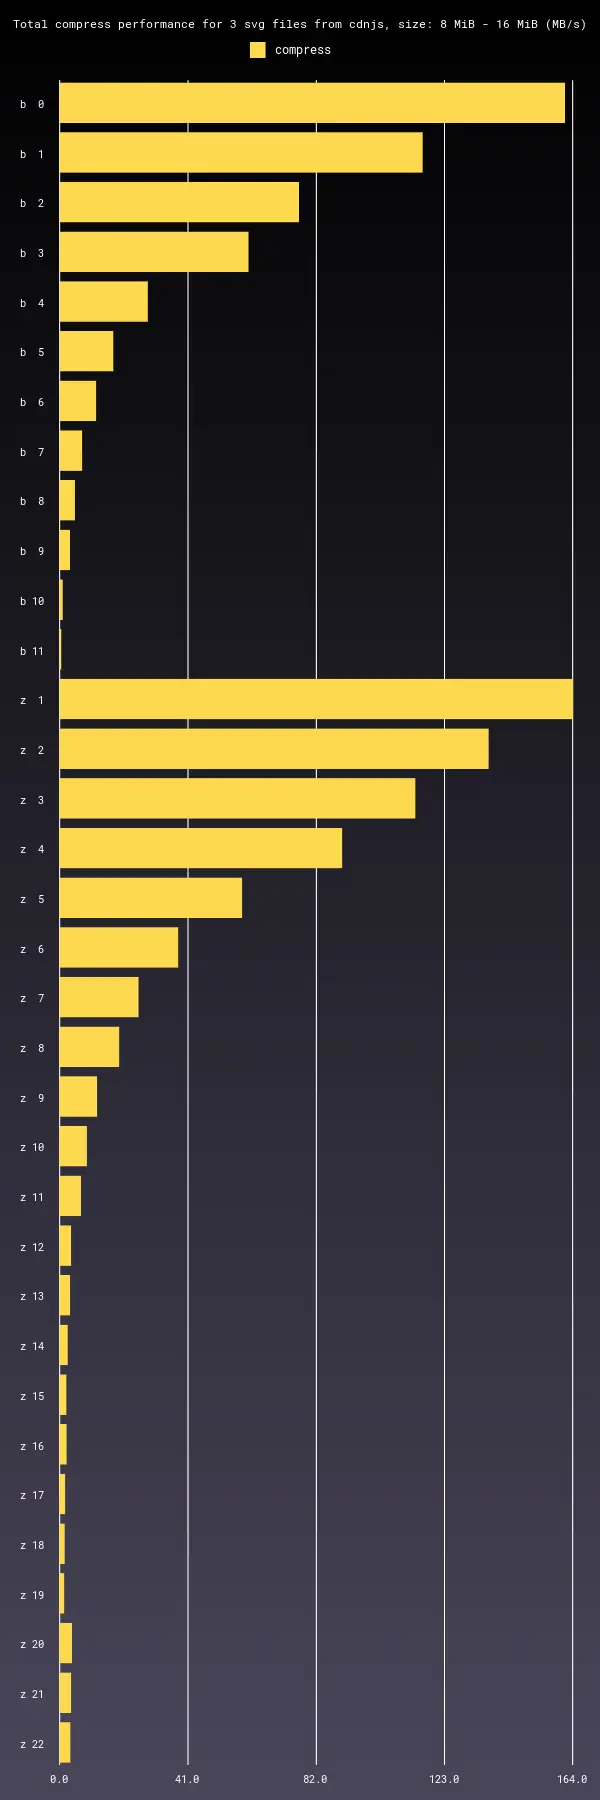 Total compress performance for 3 svg files from cdnjs, size: 8 MiB - 16 MiB (MB/s)
compress
b 0
b 1
b 2
b 3
b 4
b 5
b 6
b 7
b 8
b 9
b 10
b 11
z 1
z 2
z 3
z 4
z 5
z 6
z 7
z 8
z 9
z 10
z 11
z 12
z 13
z 14
z 15
z 16
z 17
z 18
z 19
z 20
z 21
z 22
0.0 41.0 82.0 123.0 164.0